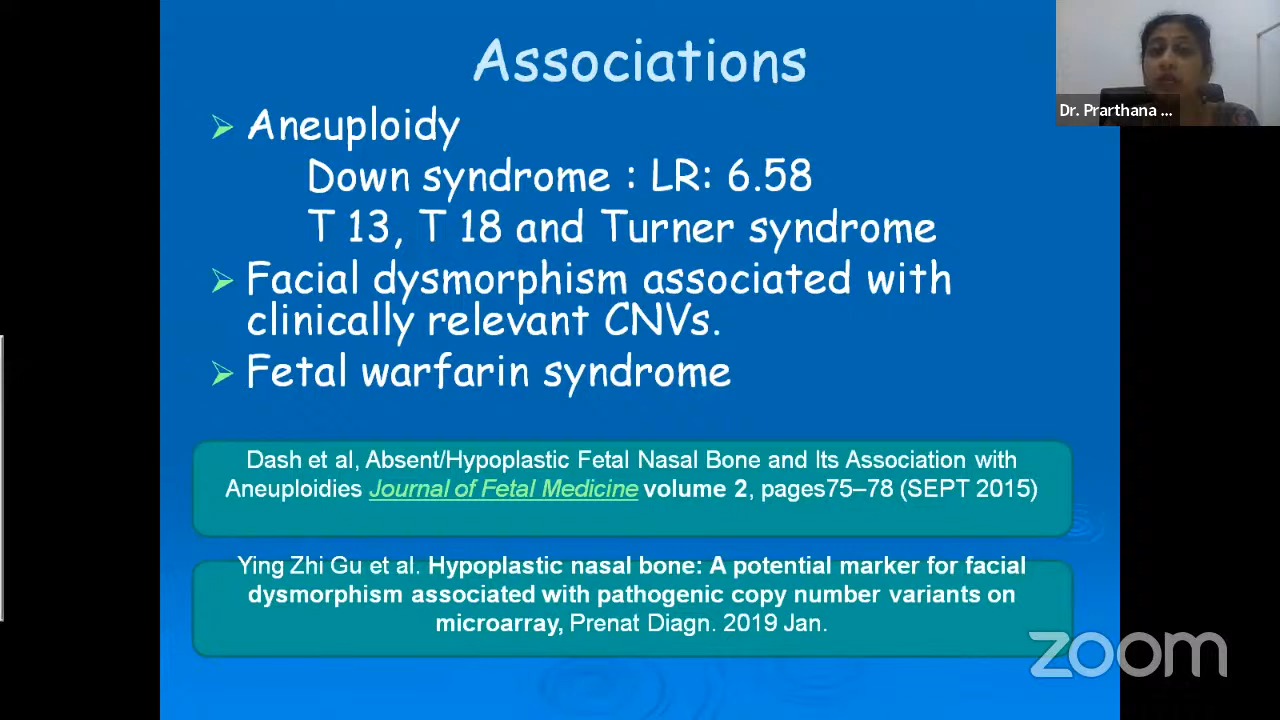 Associations
Dr. Prarthana ...
➢ Aneuploidy
Down syndrome : LR: 6.58
T 13, T 18 and Turner syndrome
➢ Facial dysmorphism associated with
clinically relevant CNVs.
➢ Fetal warfarin syndrome
Dash et al, Absent/Hypoplastic Fetal Nasal Bone and Its Association with
Aneuploidies Journal of Fetal Medicine volume 2, pages75–78 (SEPT 2015)
Ying Zhi Gu et al. Hypoplastic nasal bone: A potential marker for facial
dysmorphism associated with pathogenic copy number variants on
microarray, Prenat Diagn. 2019 Jan.
zoom